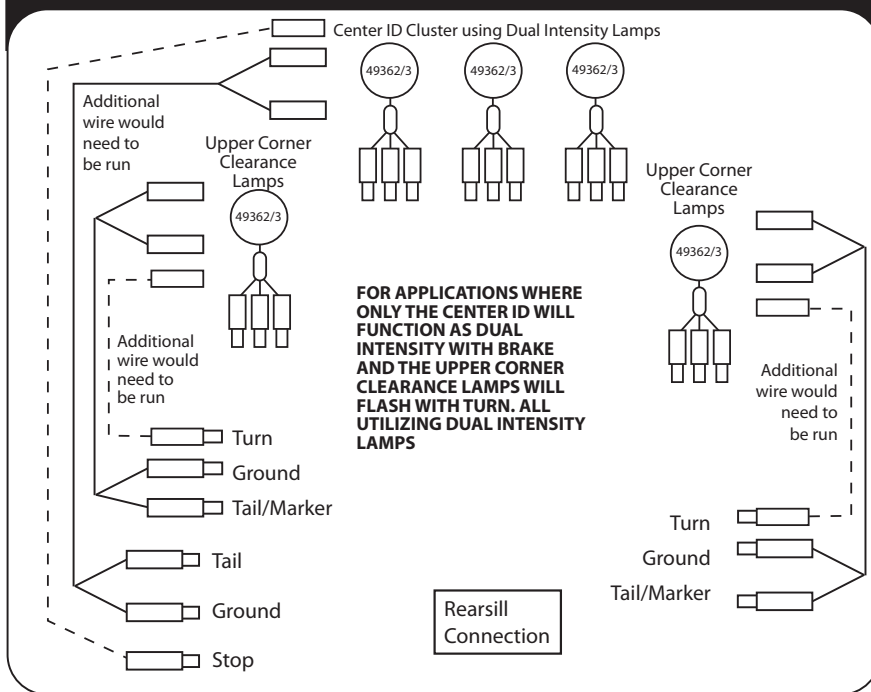 Center ID Cluster using Dual Intensity Lamps
49362/3
49362/3
49362/3
Additional
wire would
need to
be run
Upper Corner
Clearance
Lamps
49362/3
Upper Corner
Clearance
Lamps
49362/3
FOR APPLICATIONS WHERE
ONLY THE CENTER ID WILL
FUNCTION AS DUAL
INTENSITY WITH BRAKE
AND THE UPPER CORNER
CLEARANCE LAMPS WILL
FLASH WITH TURN. ALL
UTILIZING DUAL INTENSITY
LAMPS
Additional
wire would
need to
be run
Additional
wire would
need to
be run
Turn
Ground
Tail/Marker
Tail
Ground
Stop
Turn
Ground
Tail/Marker
Rearsill
Connection